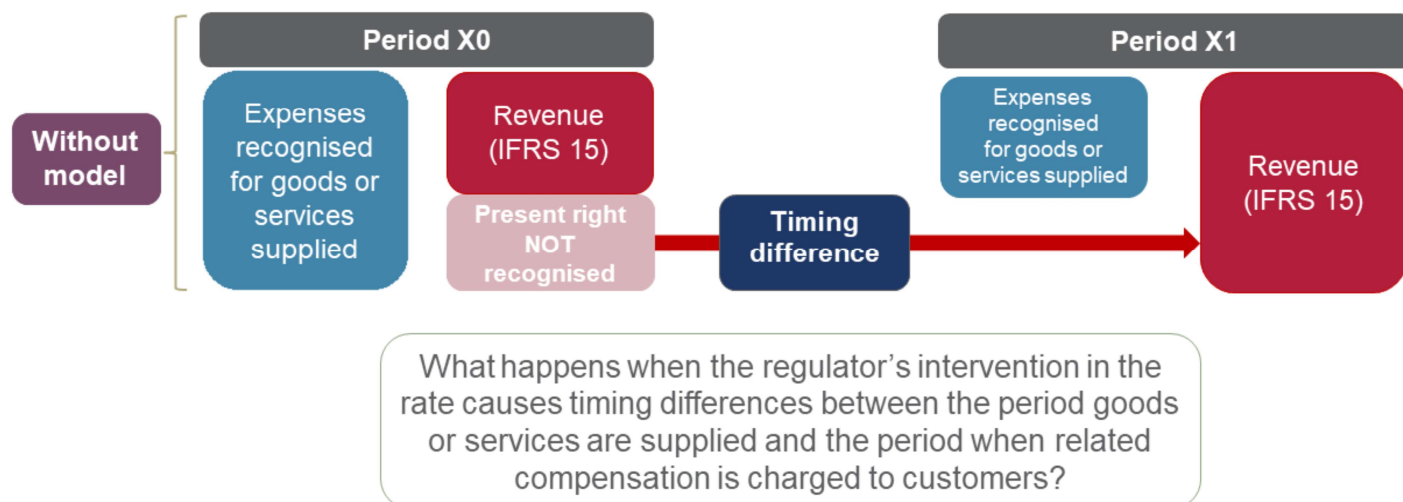 Period X0
Period X1
Without
model
Expenses
recognised
for goods or
services
supplied
Revenue
(IFRS 15)
Present right
NOT
recognised
Timing
difference
Expenses
recognised
for goods or
services supplied
Revenue
(IFRS 15)
What happens when the regulator’s intervention in the
rate causes timing differences between the period goods
or services are supplied and the period when related
compensation is charged to customers?